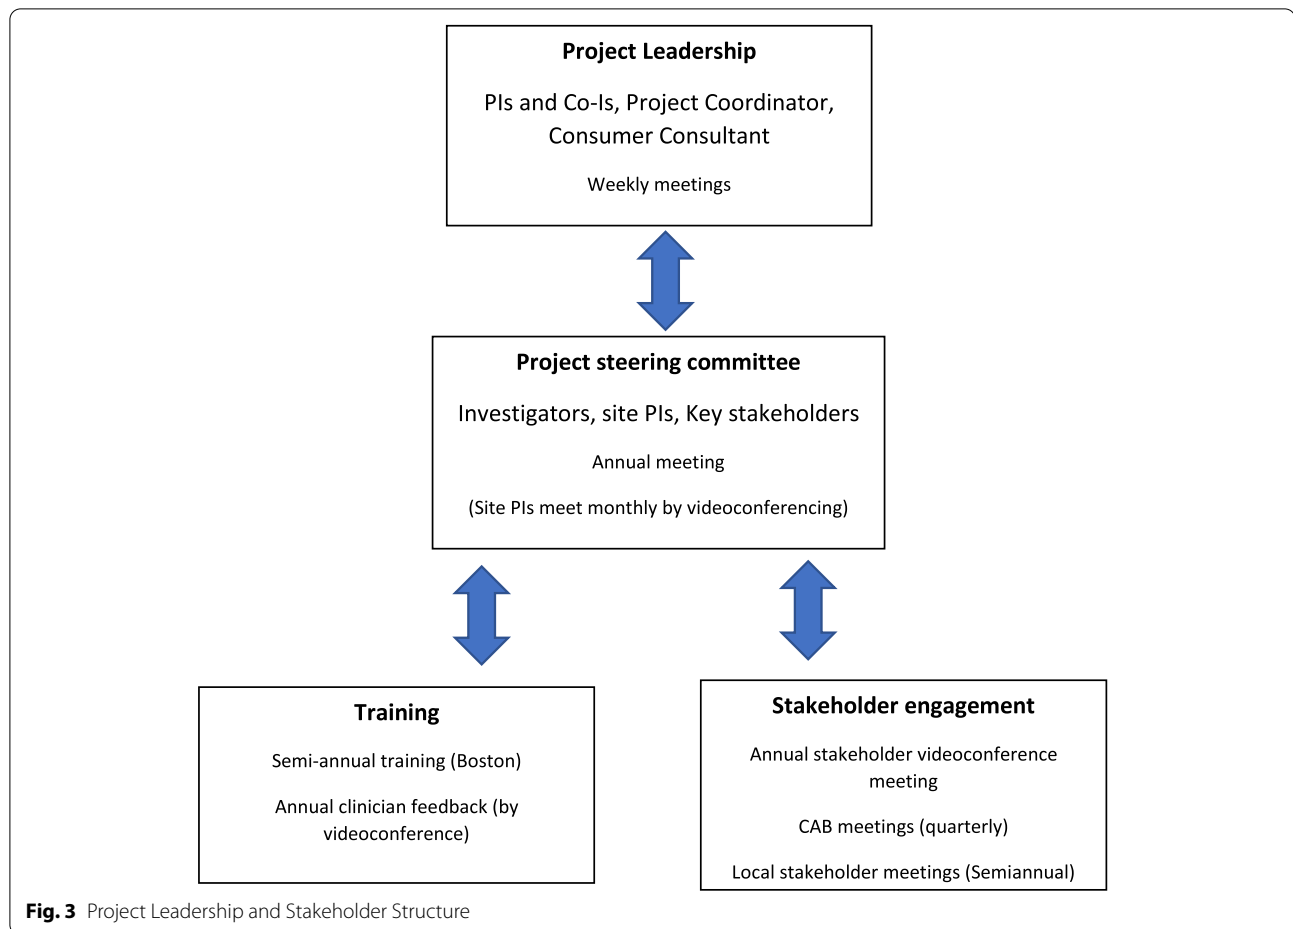 Project Leadership
PIs and Co-Is, Project Coordinator,
Consumer Consultant
Weekly meetings
Project steering committee
Investigators, site PIs, Key stakeholders
Annual meeting
(Site PIs meet monthly by videoconferencing)
Training
Semi-annual training (Boston)
Annual clinician feedback (by
videoconference)
Stakeholder engagement
Annual stakeholder videoconference
meeting
CAB meetings (quarterly)
Local stakeholder meetings (Semiannual)
Fig. 3 Project Leadership and Stakeholder Structure